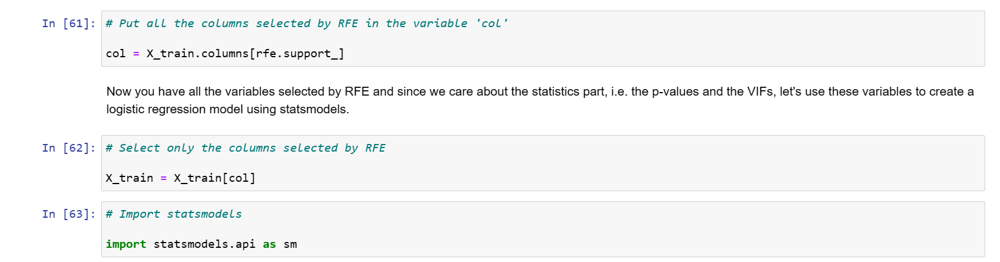 In [61]: # Put all the columns selected by RFE in the variable 'col'
col = X_train.columns[rfe.support_]
Now you have all the variables selected by RFE and since we care about the statistics part, i.e. the p-values and the VIFs, let's use these variables to create a
logistic regression model using statsmodels.
In [62]: # Select only the columns selected by RFE
X_train = X_train[col]
In [63]: # Import statsmodels
import statsmodels.api as sm